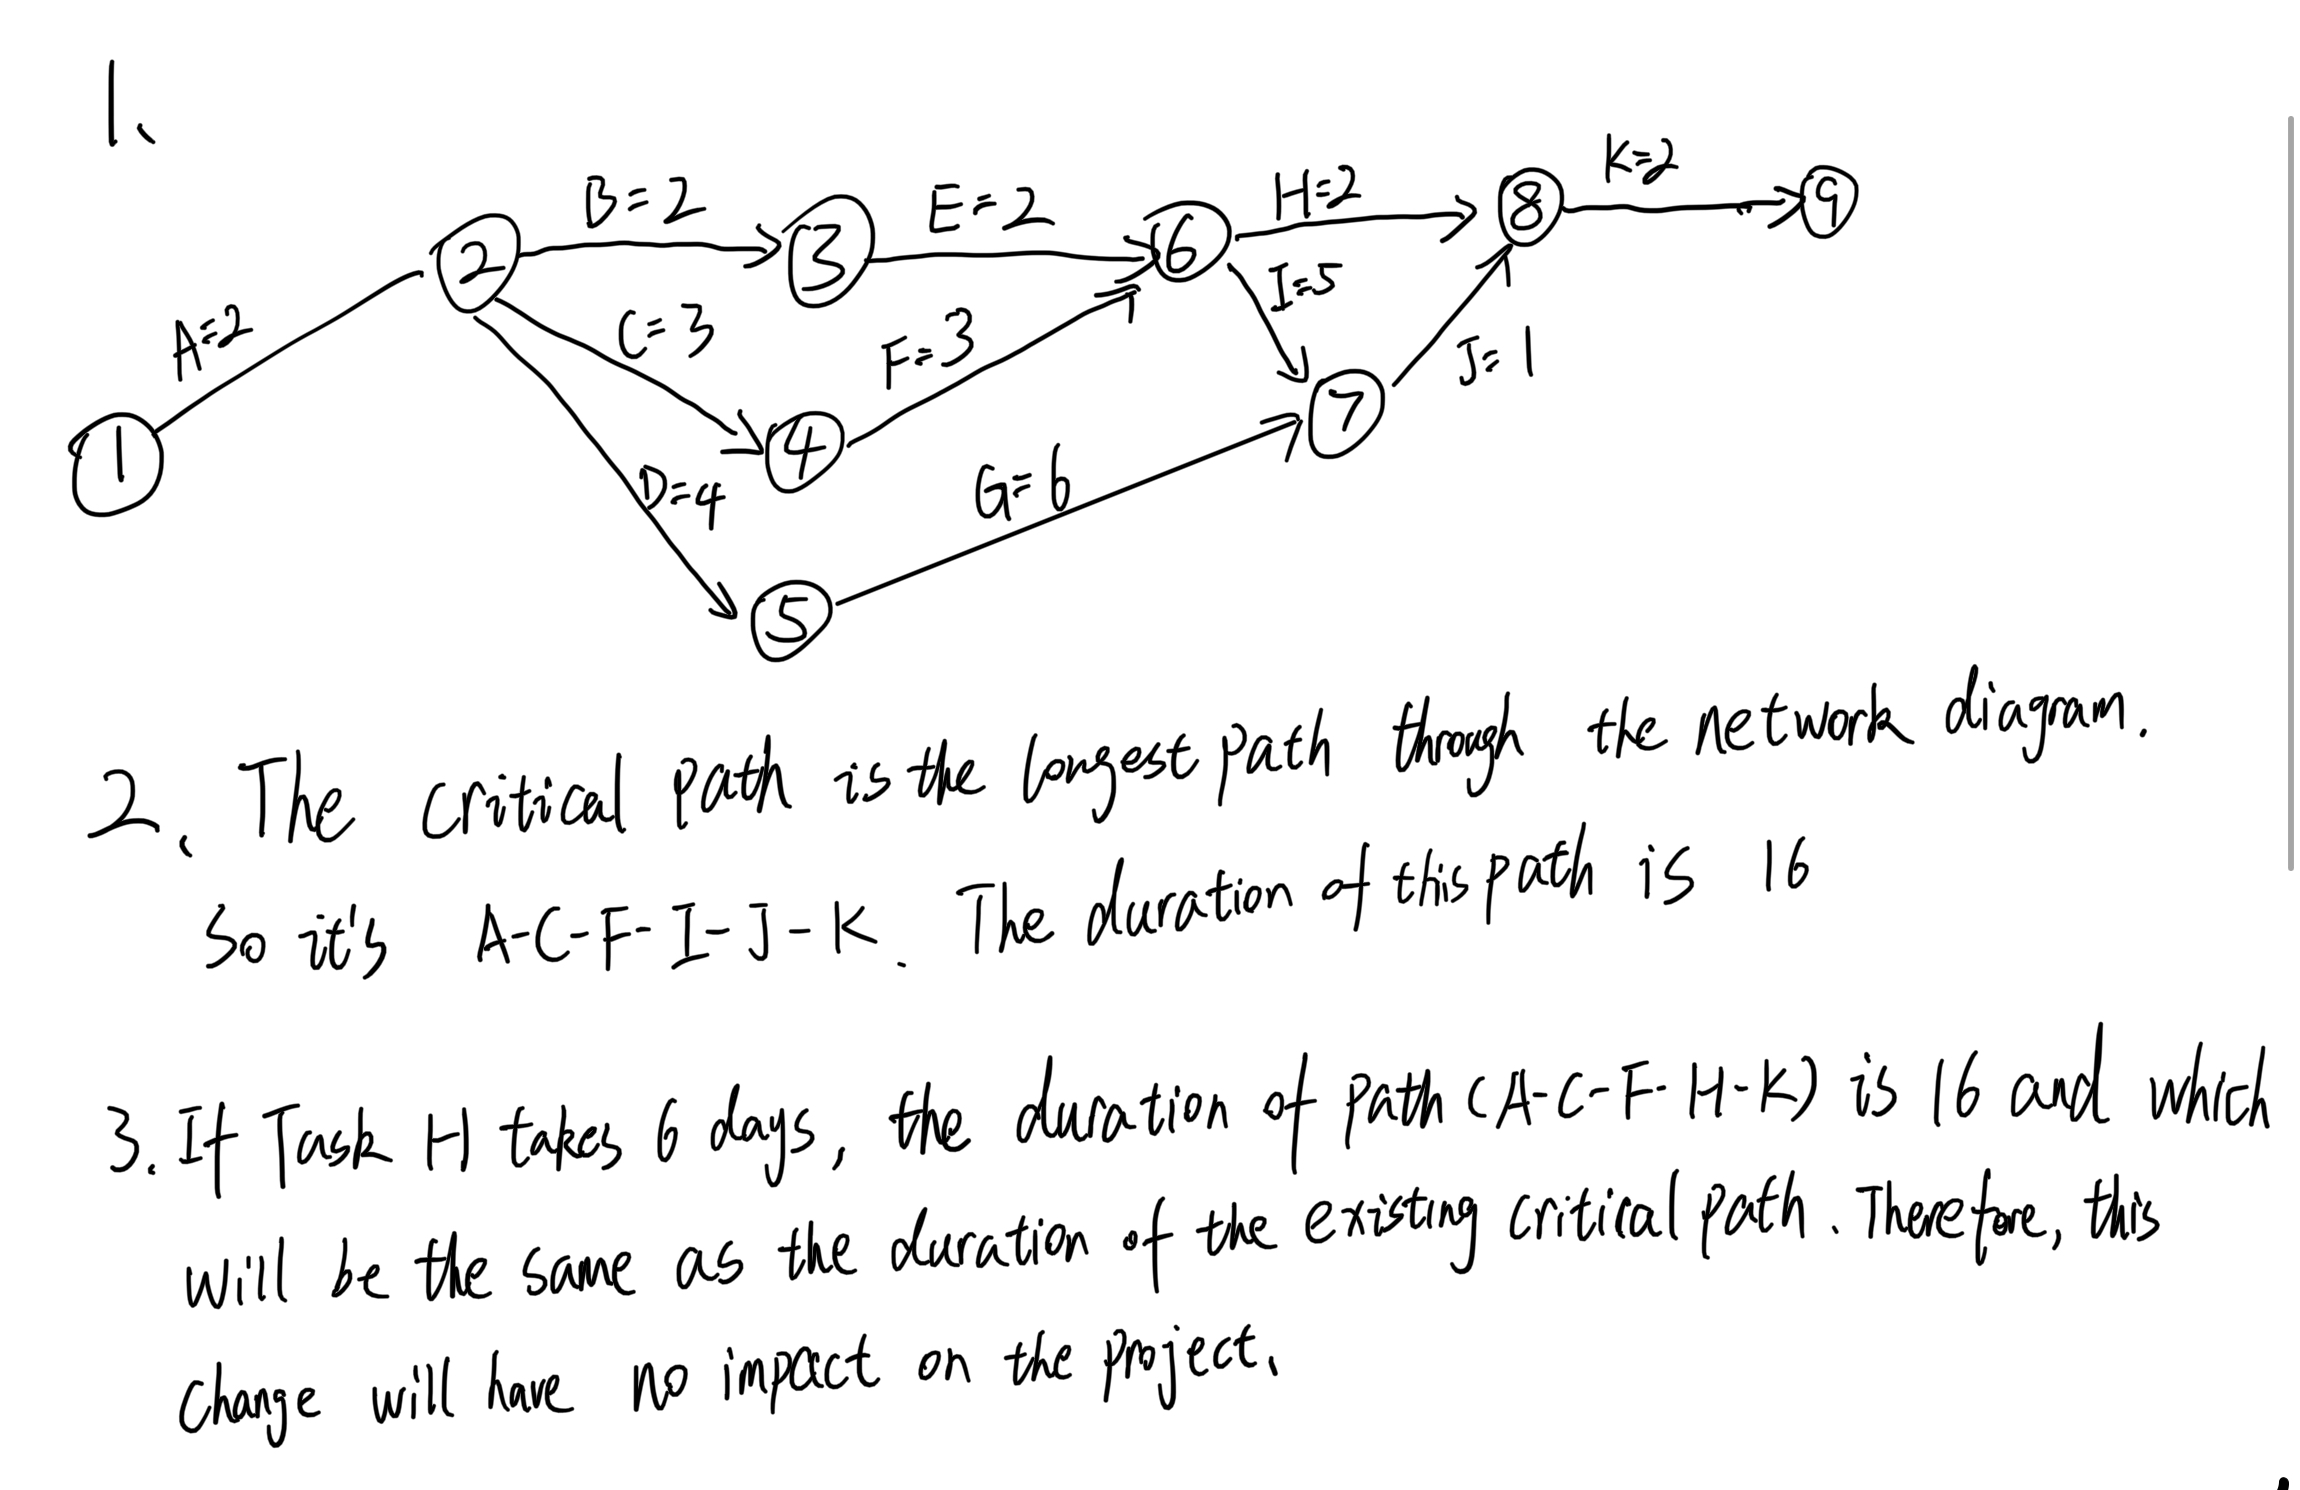 1.
B=2
E=2
H=2
K=2
A=2
C=3
F=3
I=5
J=1
D=4
G=6
1
2
3
4
5
6
7
8
9
2. The critical path is the longest path through the network diagram.
so it's A-C-F-I-J-K. The duration of this path is 16
3. If Task H takes 6 days, the duration of path (A-C-F-H-K) is 16 and which
will be the same as the duration of the existing critical path. Therefore, this
change will have no impact on the project.